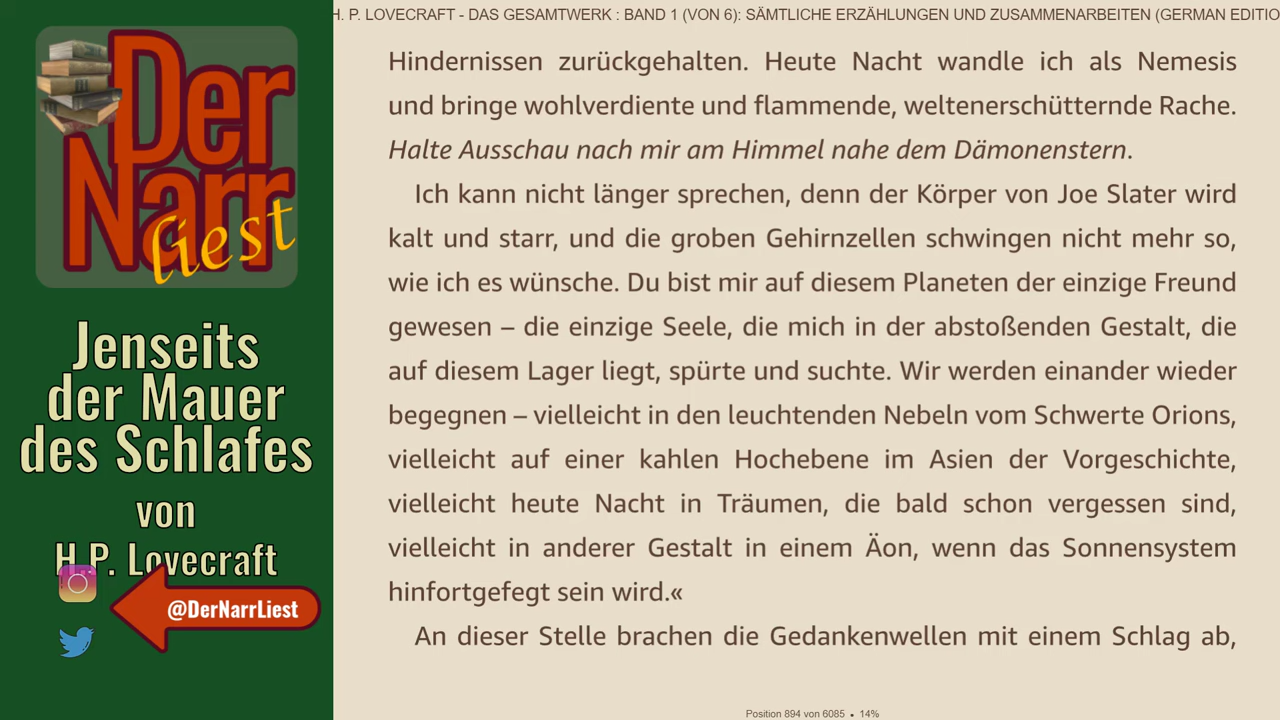 H. P. LOVECRAFT - DAS GESAMTWERK : BAND 1 (VON 6): SÄMTLICHE ERZÄHLUNGEN UND ZUSAMMENARBEITEN (GERMAN EDITIO
Der
Narr
liest
Jenseits
der Mauer
des Schlafes
von
H.P. Lovecraft
@DerNarrLiest
Hindernissen zurückgehalten. Heute Nacht wandle ich als Nemesis
und bringe wohlverdiente und flammende, weltenerschütternde Rache.
Halte Ausschau nach mir am Himmel nahe dem Dämonenstern.
Ich kann nicht länger sprechen, denn der Körper von Joe Slater wird
kalt und starr, und die groben Gehirnzellen schwingen nicht mehr so,
wie ich es wünsche. Du bist mir auf diesem Planeten der einzige Freund
gewesen – die einzige Seele, die mich in der abstoßenden Gestalt, die
auf diesem Lager liegt, spürte und suchte. Wir werden einander wieder
begegnen – vielleicht in den leuchtenden Nebeln vom Schwerte Orions,
vielleicht auf einer kahlen Hochebene im Asien der Vorgeschichte,
vielleicht heute Nacht in Träumen, die bald schon vergessen sind,
vielleicht in anderer Gestalt in einem Äon, wenn das Sonnensystem
hinfortgefegt sein wird.«
An dieser Stelle brachen die Gedankenwellen mit einem Schlag ab,
Position 894 von 6085 • 14%